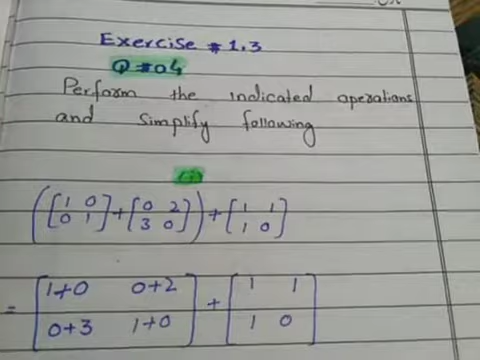 Exercise # 1.3
Q # 04
Perform the indicated operations
and simplify following
(i)
([1 0
0 1] + [0 2
3 0]) + [1 1
1 0]
= [1+0 0+2
0+3 1+0] + [1 1
1 0]